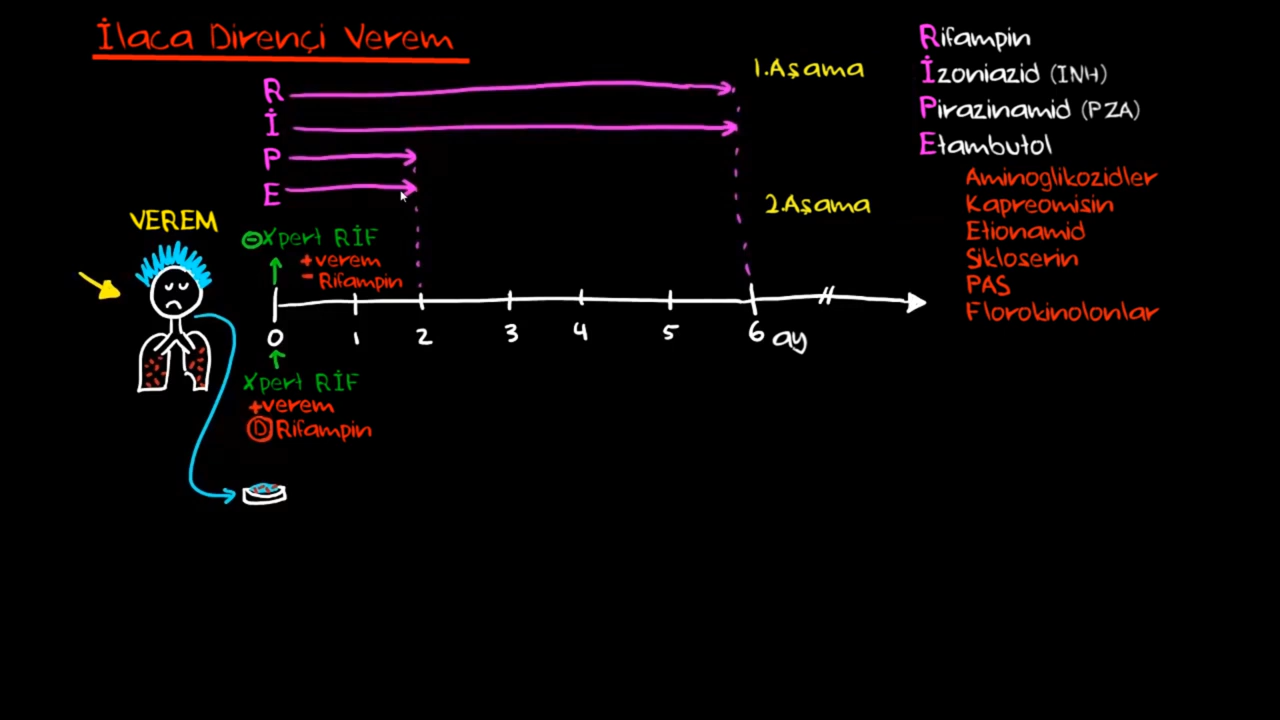 İlaca Dirençi Verem
R
İ
P
E
1.Aşama
2.Aşama
Rifampin
İzoniazid (INH)
Pirazinamid (PZA)
Etambutol
Aminoglikozidler
Kapreomisin
Etionamid
Sikloserin
PAS
Florokinolonlar
VEREM
⊖Xpert RİF
+verem
- Rifampin
0 1 2 3 4 5 6 ay
Xpert RİF
+verem
Ⓓ Rifampin